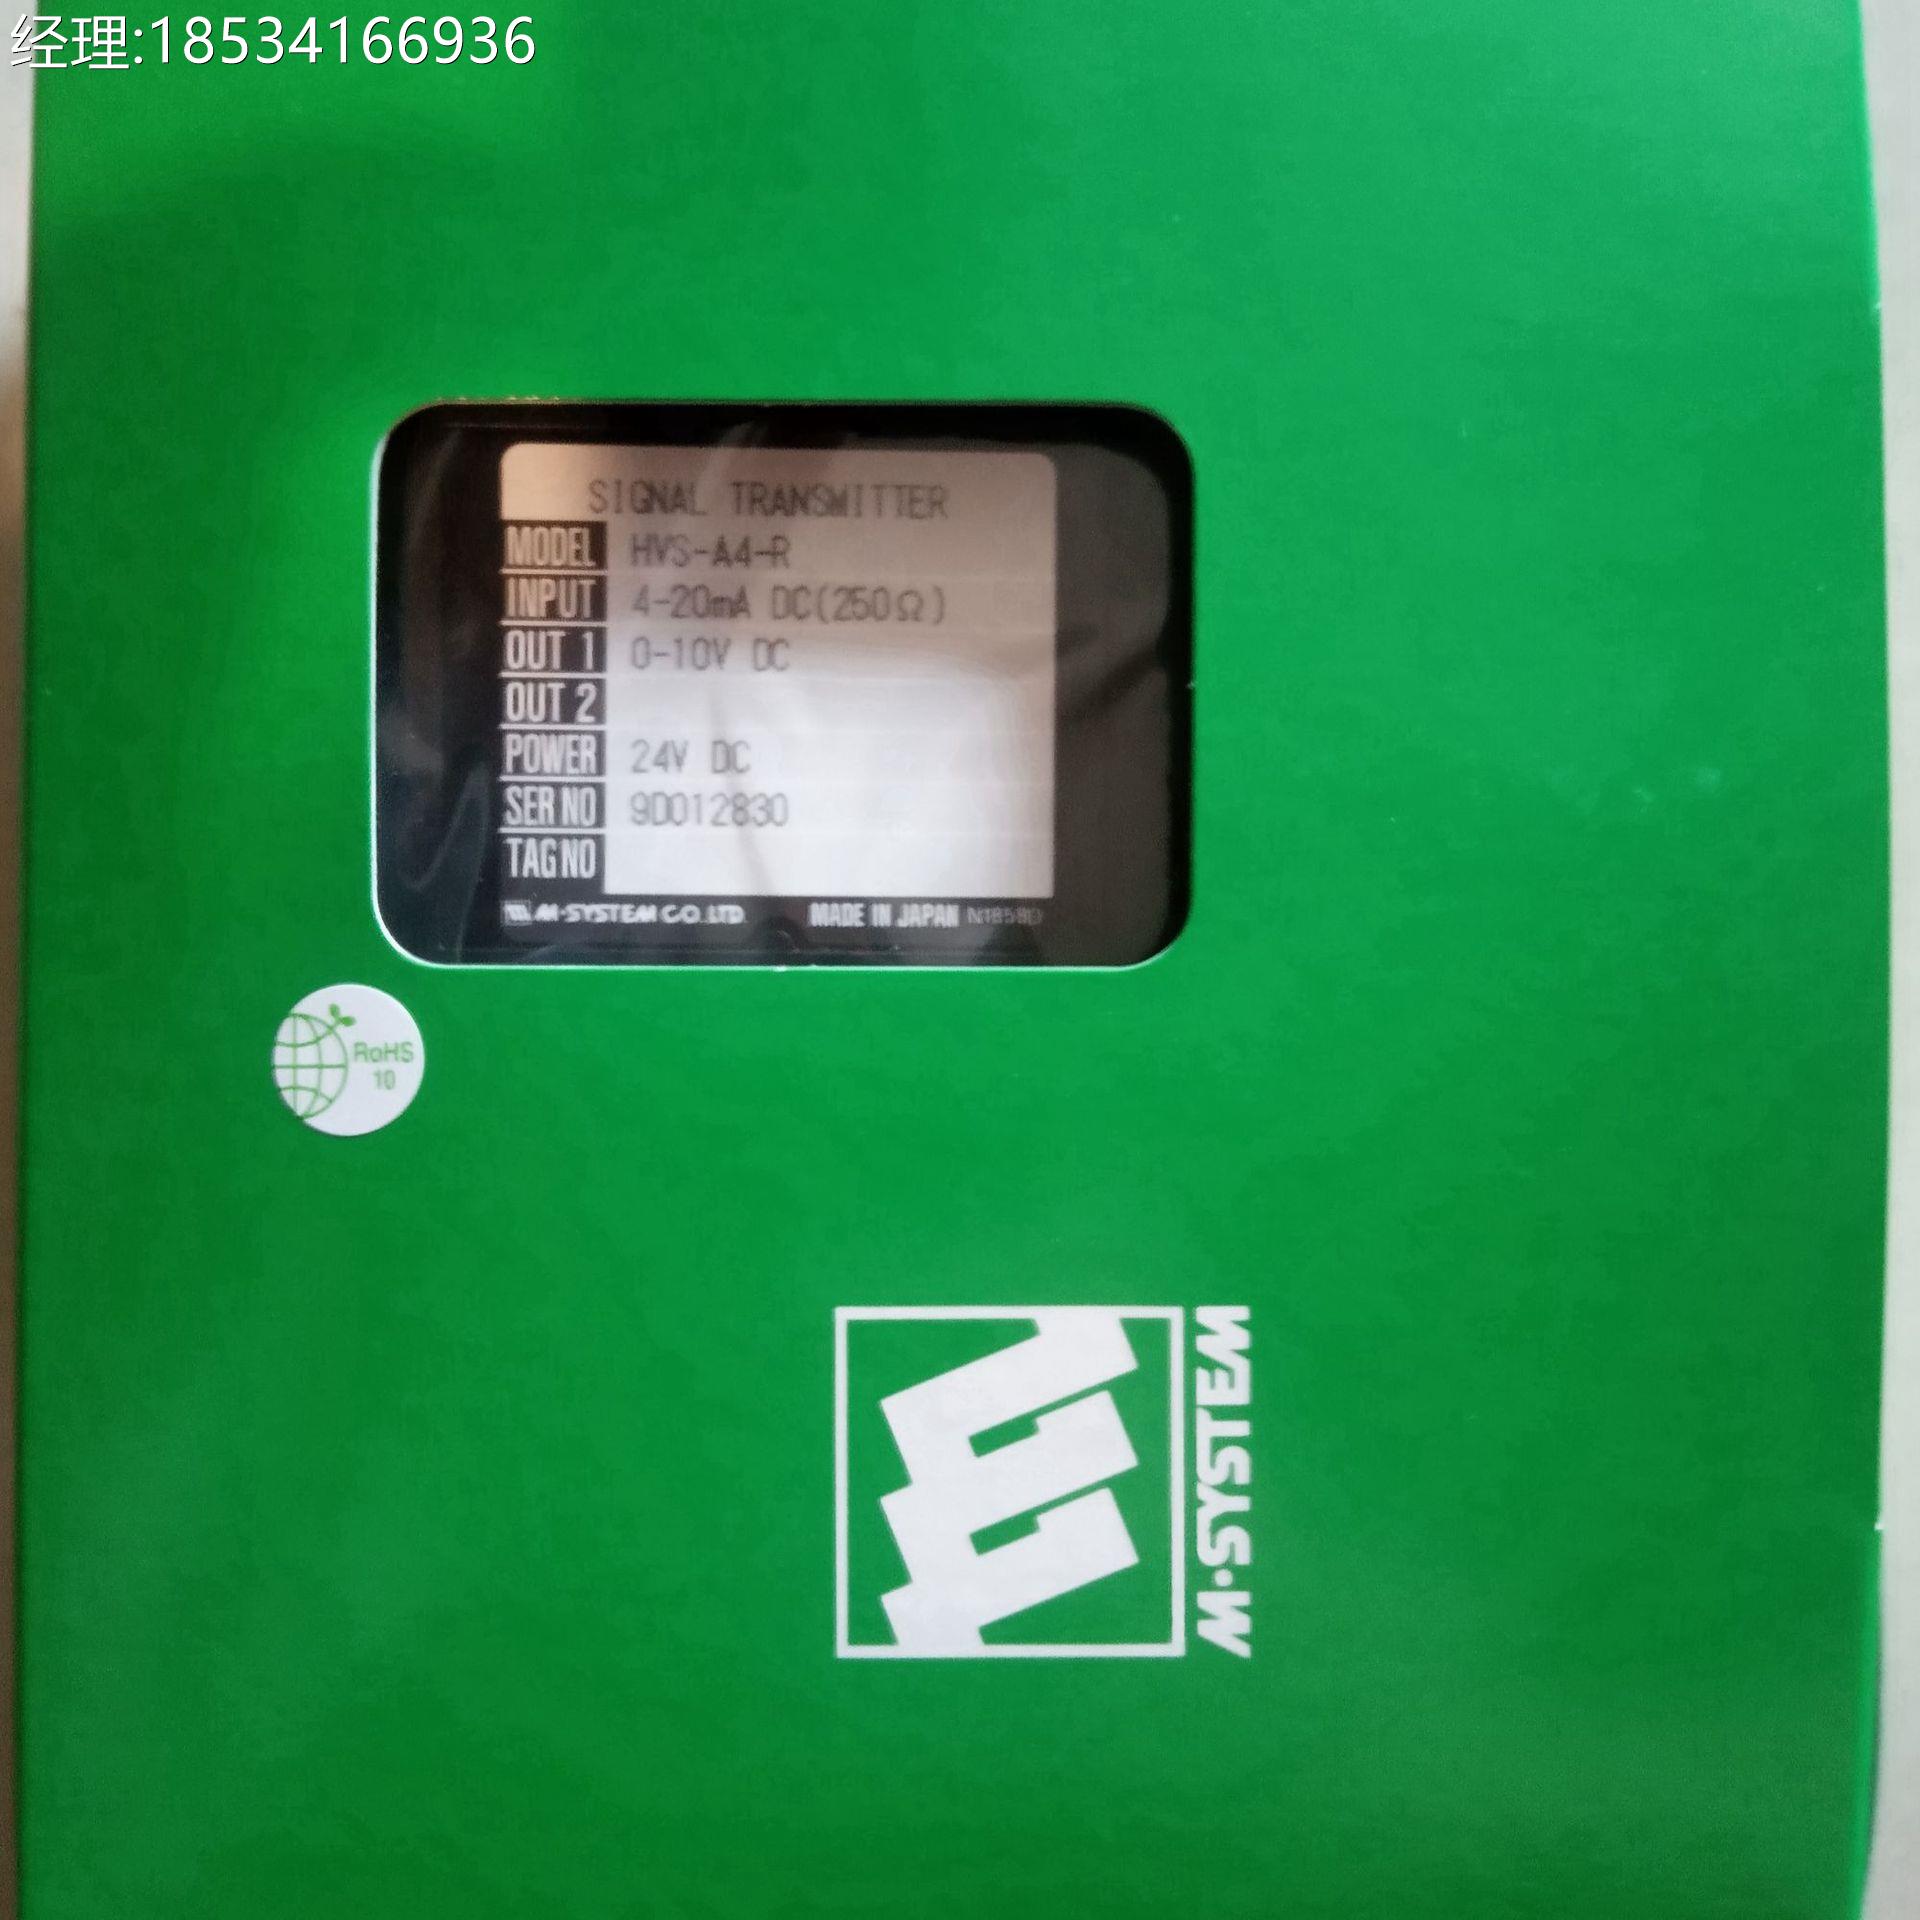 经理:18534166936
SIGNAL TRANSMITTER
MODEL HVS-A4-R
INPUT 4-20mA DC(250Ω)
OUT 1 0-10V DC
OUT 2
POWER 24V DC
SER NO 9D012830
TAG NO
M-SYSTEM CO.,LTD. MADE IN JAPAN
RoHS
10
M·SYSTEM